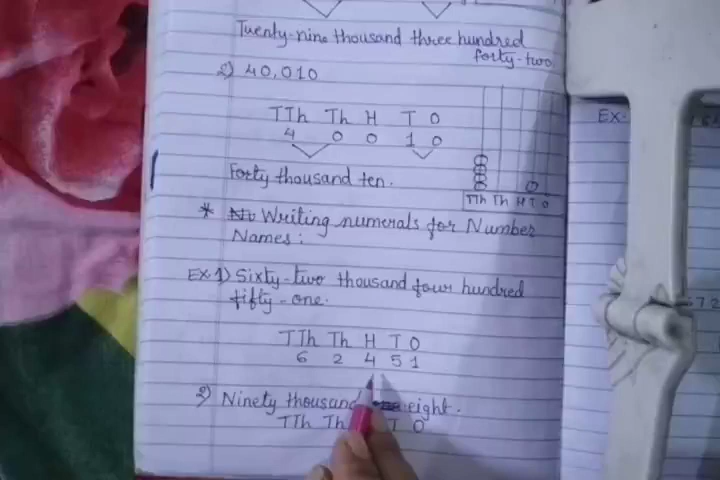 Twenty-nine thousand three hundred
forty-two
2) 40,010
TTh Th H T O
4 0 0 1 0
Forty thousand ten.
TTh Th H T O
* Writing numerals for Number
Names:
EX.1) Sixty-two thousand four hundred
fifty-one.
TTh Th H T O
6 2 4 5 1
2) Ninety thousand eight.
TTh Th T O
EX.